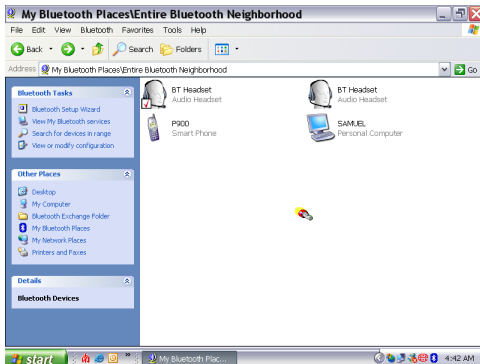 My Bluetooth Places\Entire Bluetooth Neighborhood
File Edit View Bluetooth Favorites Tools Help
Back Search Folders
Address My Bluetooth Places\Entire Bluetooth Neighborhood Go
Bluetooth Tasks
Bluetooth Setup Wizard
View My Bluetooth services
Search for devices in range
View or modify configuration
Other Places
Desktop
My Computer
Bluetooth Exchange Folder
My Bluetooth Places
My Network Places
Printers and Faxes
Details
Bluetooth Devices
BT Headset
Audio Headset
BT Headset
Audio Headset
P900
Smart Phone
SAMUEL
Personal Computer
start My Bluetooth Plac... 4:42 AM